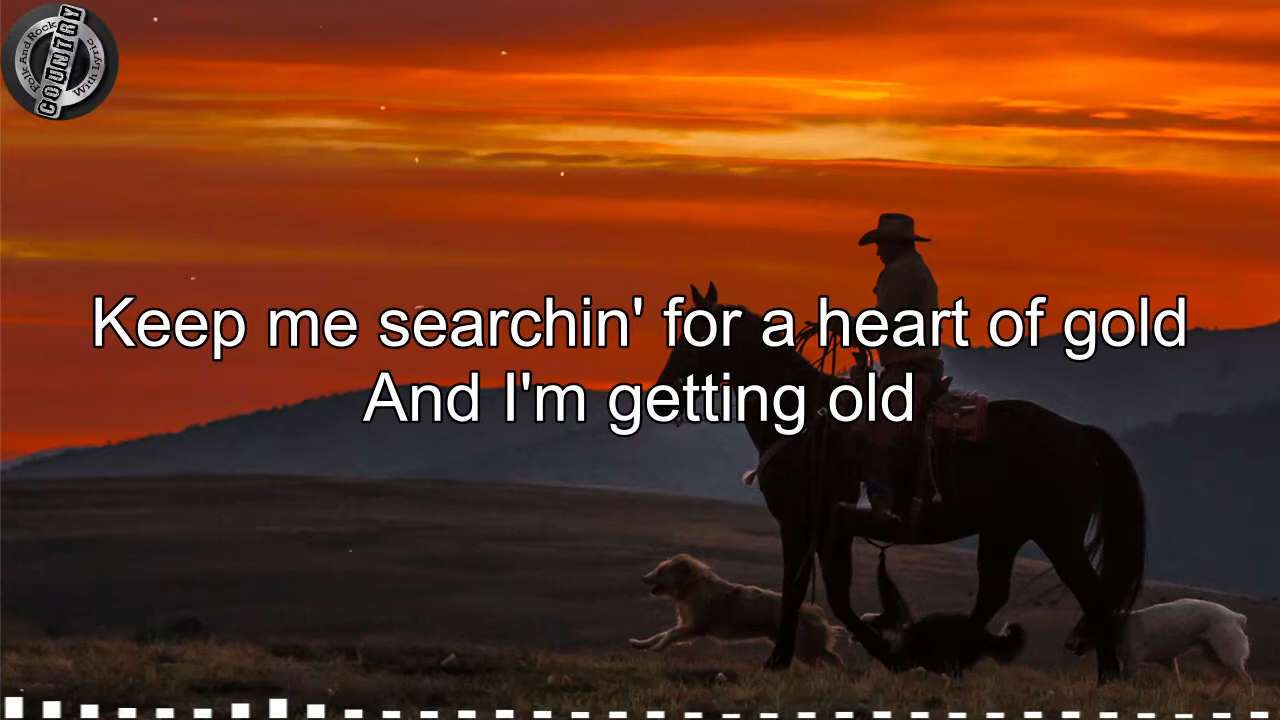 Folk And Rock
COUNTRY
With Lyric
Keep me searchin' for a heart of gold
And I'm getting old